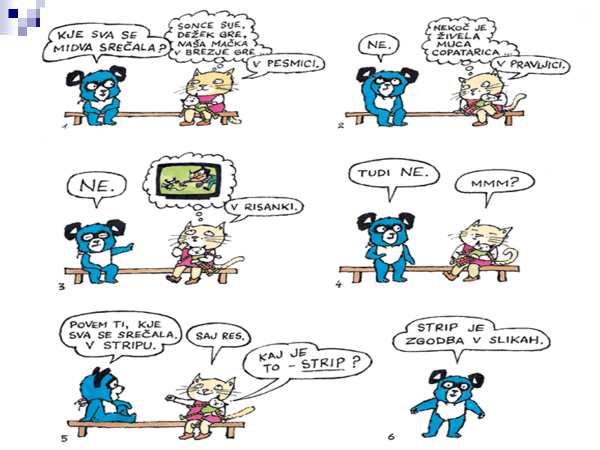 KJE SVA SE
MIDVA SREČALA?
SONCE SIJE,
DEŽEK GRE,
NAŠA MAČKA
V BREZJE GRE...
V PESMICI.
1
NE.
NEKOČ JE
ŽIVELA
MUCA
COPATARICA...
V PRAVLJICI.
2
NE.
V RISANKI.
3
TUDI NE.
MMM?
4
POVEM TI, KJE
SVA SE SREČALA.
V STRIPU.
SAJ RES.
KAJ JE
TO - STRIP?
5
STRIP JE
ZGODBA V SLIKAH.
6